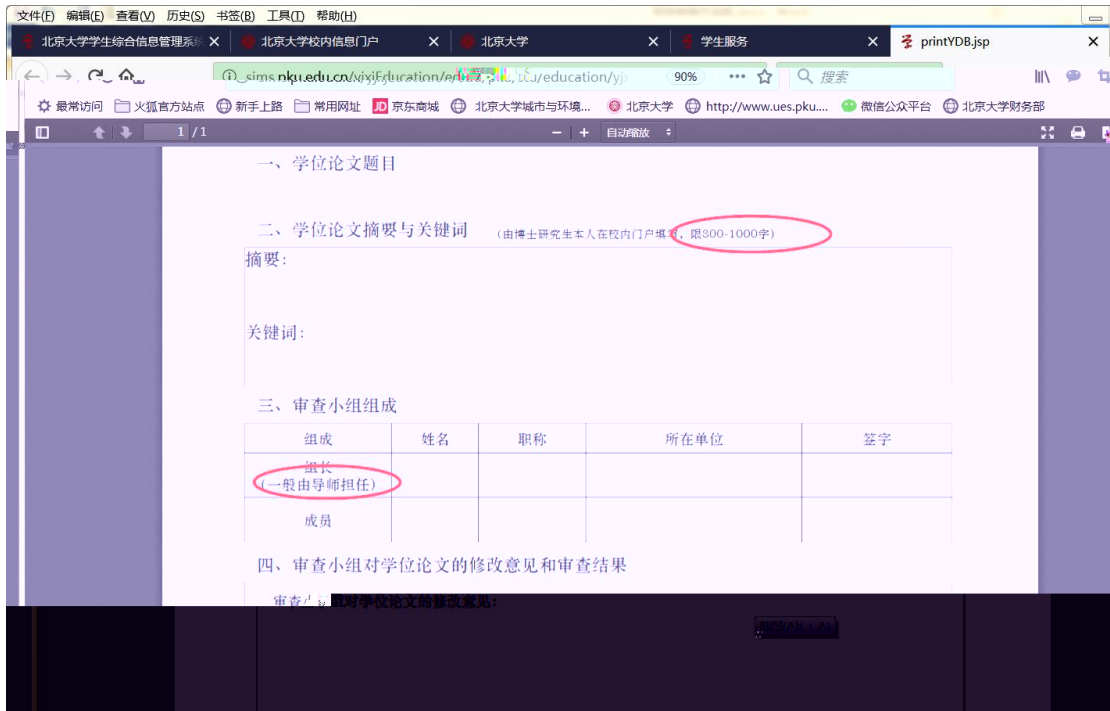 文件(F) 编辑(E) 查看(V) 历史(S) 书签(B) 工具(T) 帮助(H)
北京大学学生综合信息管理系统 × 北京大学校内信息门户 × 北京大学 × 学生服务 × printYDB.jsp ×
sims.pku.edu.cn 90% ··· 搜索
最常访问 火狐官方站点 新手上路 常用网址 JD 京东商城 北京大学城市与环境... 北京大学 http://www.ues.pku.... 微信公众平台 北京大学财务部
1 / 1 − + 自动缩放
一、学位论文题目
二、学位论文摘要与关键词 (由博士研究生本人在校内门户填写，限800-1000字)
摘要:
关键词:
三、审查小组组成
组成 姓名 职称 所在单位 签字
组长
(一般由导师担任)
成员
四、审查小组对学位论文的修改意见和审查结果
审查小组对学位论文的修改意见: